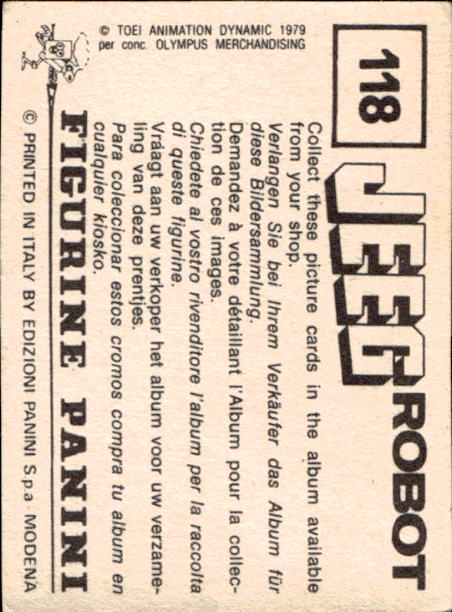 118
JEEG ROBOT
© TOEI ANIMATION DYNAMIC 1979
per conc. OLYMPUS MERCHANDISING
Collect these picture cards in the album available
from your shop.
Verlangen Sie bei Ihrem Verkäufer das Album für
diese Bildersammlung.
Demandez à votre détaillant l'Album pour la collec-
tion de ces images.
Chiedete al vostro rivenditore l'album per la raccolta
di queste figurine.
Vráagt aan uw verkoper het album voor uw verzame-
ling van deze prentjes.
Para coleccionar estos cromos compra tu album en
cualquier kiosko.
FIGURINE PANINI
© PRINTED IN ITALY BY EDIZIONI PANINI S.p.a - MODENA